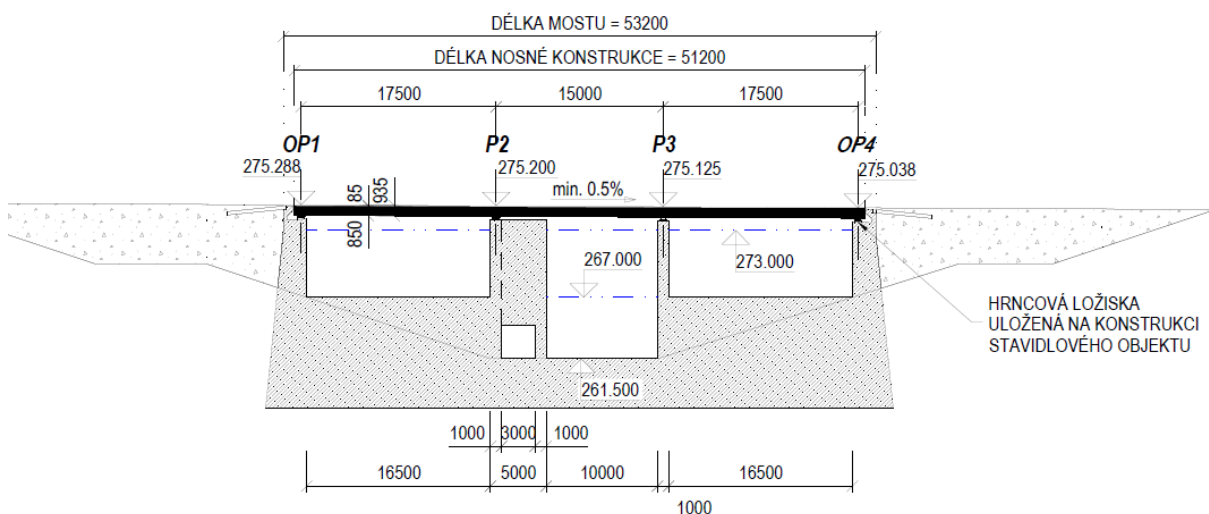 DÉLKA MOSTU = 53200
DÉLKA NOSNÉ KONSTRUKCE = 51200
17500 15000 17500
OP1 P2 P3 OP4
275.288 275.200 275.125 275.038
85 935 min. 0.5%
850
267.000 273.000
HRNCOVÁ LOŽISKA
ULOŽENÁ NA KONSTRUKCI
STAVIDLOVÉHO OBJEKTU
261.500
1000 3000 1000
16500 5000 10000 16500
1000